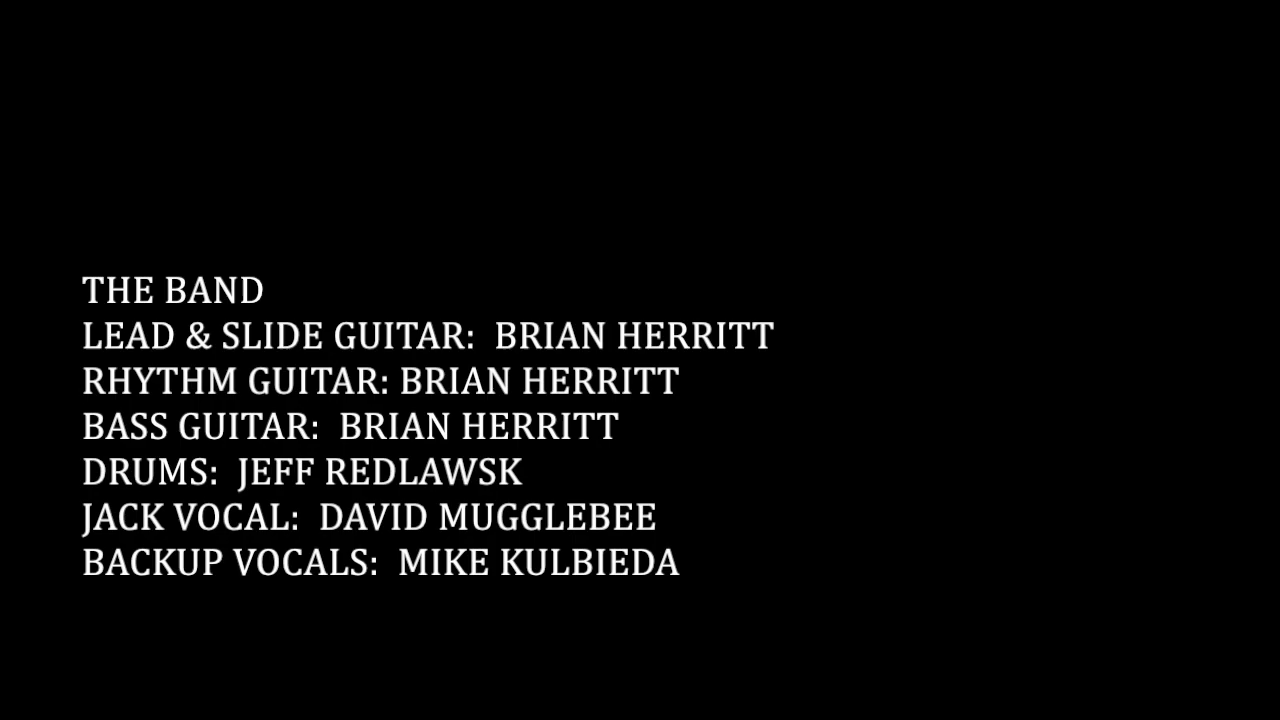 THE BAND
LEAD & SLIDE GUITAR:  BRIAN HERRITT
RHYTHM GUITAR: BRIAN HERRITT
BASS GUITAR:  BRIAN HERRITT
DRUMS:  JEFF REDLAWSK
JACK VOCAL:  DAVID MUGGLEBEE
BACKUP VOCALS:  MIKE KULBIEDA